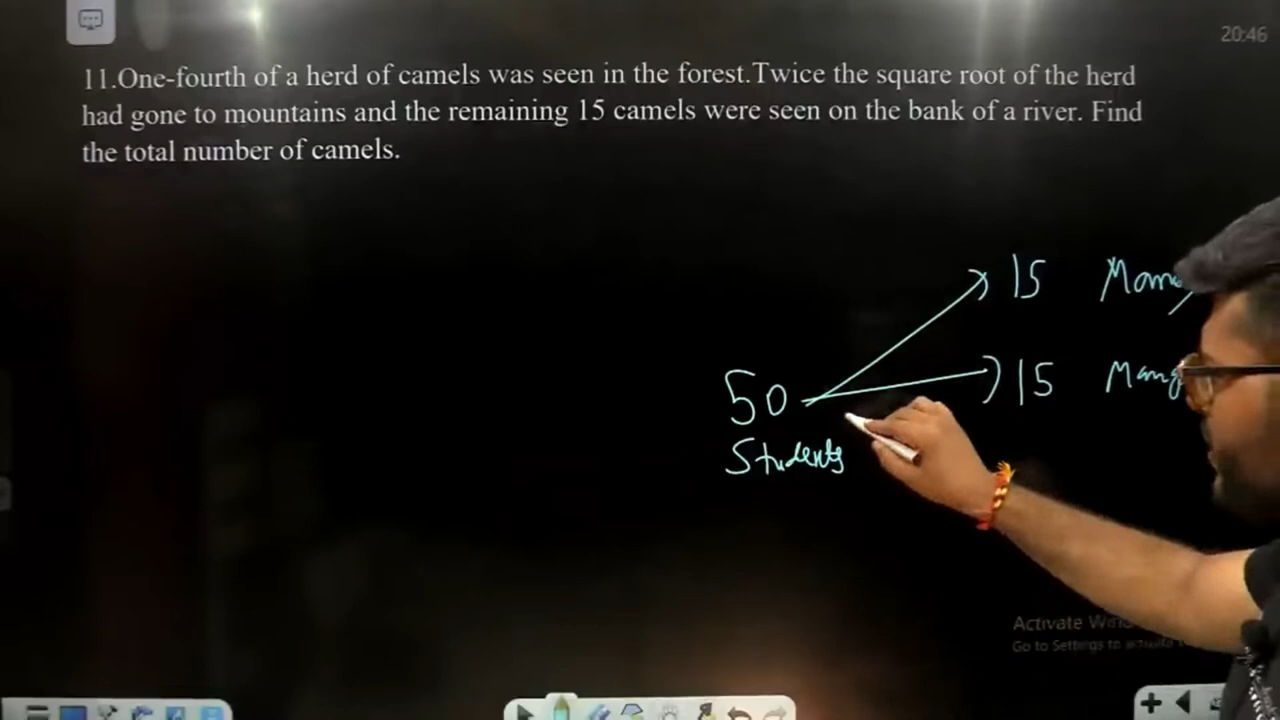 20:46
11.One-fourth of a herd of camels was seen in the forest.Twice the square root of the herd
had gone to mountains and the remaining 15 camels were seen on the bank of a river. Find
the total number of camels.
15
15
50
Students
Activate
Go to Settings to